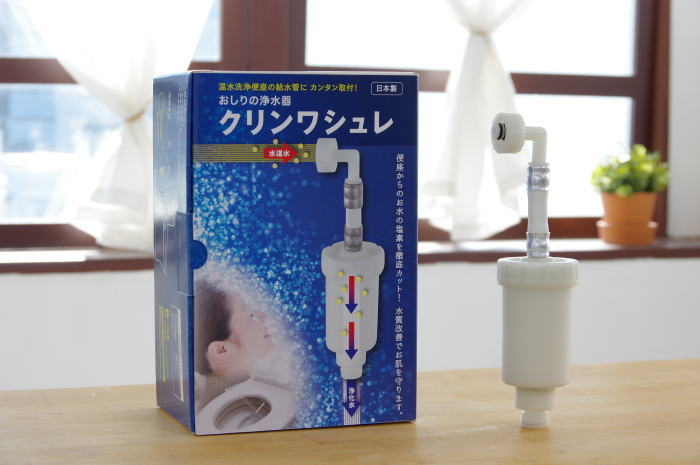 温水洗浄便座の給水管に カンタン取付!
日本製
おしりの浄水器
クリンワシュレ
水道水
便座からのお水の塩素を徹底カット!
水質改善でお肌を守ります。
浄化水